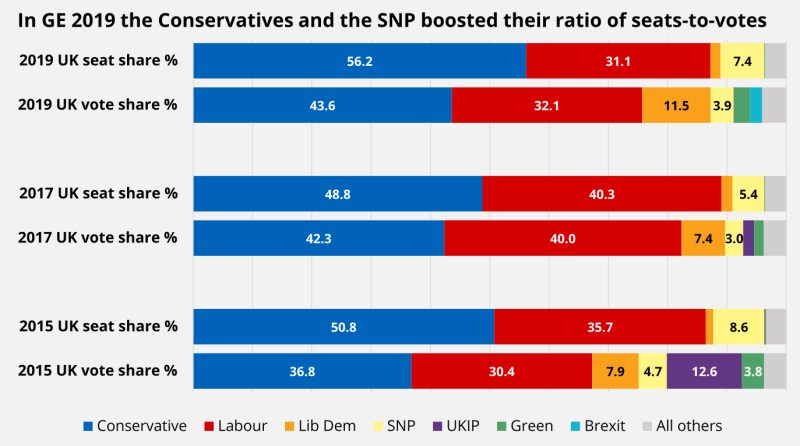 In GE 2019 the Conservatives and the SNP boosted their ratio of seats-to-votes
2019 UK seat share % 56.2 31.1 7.4
2019 UK vote share % 43.6 32.1 11.5 3.9
2017 UK seat share % 48.8 40.3 5.4
2017 UK vote share % 42.3 40.0 7.4 3.0
2015 UK seat share % 50.8 35.7 8.6
2015 UK vote share % 36.8 30.4 7.9 4.7 12.6 3.8
Conservative Labour Lib Dem SNP UKIP Green Brexit All others